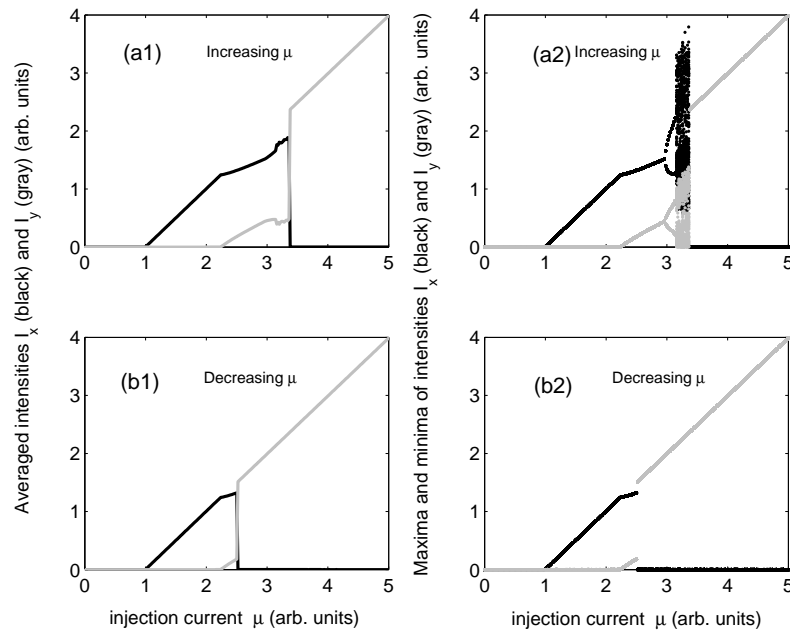 Averaged intensities I_x (black) and I_y (gray) (arb. units)
4
3
2
1
0
(a1)
Increasing μ
0 1 2 3 4 5
4
3
2
1
0
(b1)
Decreasing μ
0 1 2 3 4 5
injection current μ (arb. units)
Maxima and minima of intensities I_x (black) and I_y (gray) (arb. units)
4
3
2
1
0
(a2)
Increasing μ
0 1 2 3 4 5
4
3
2
1
0
(b2)
Decreasing μ
0 1 2 3 4 5
injection current μ (arb. units)